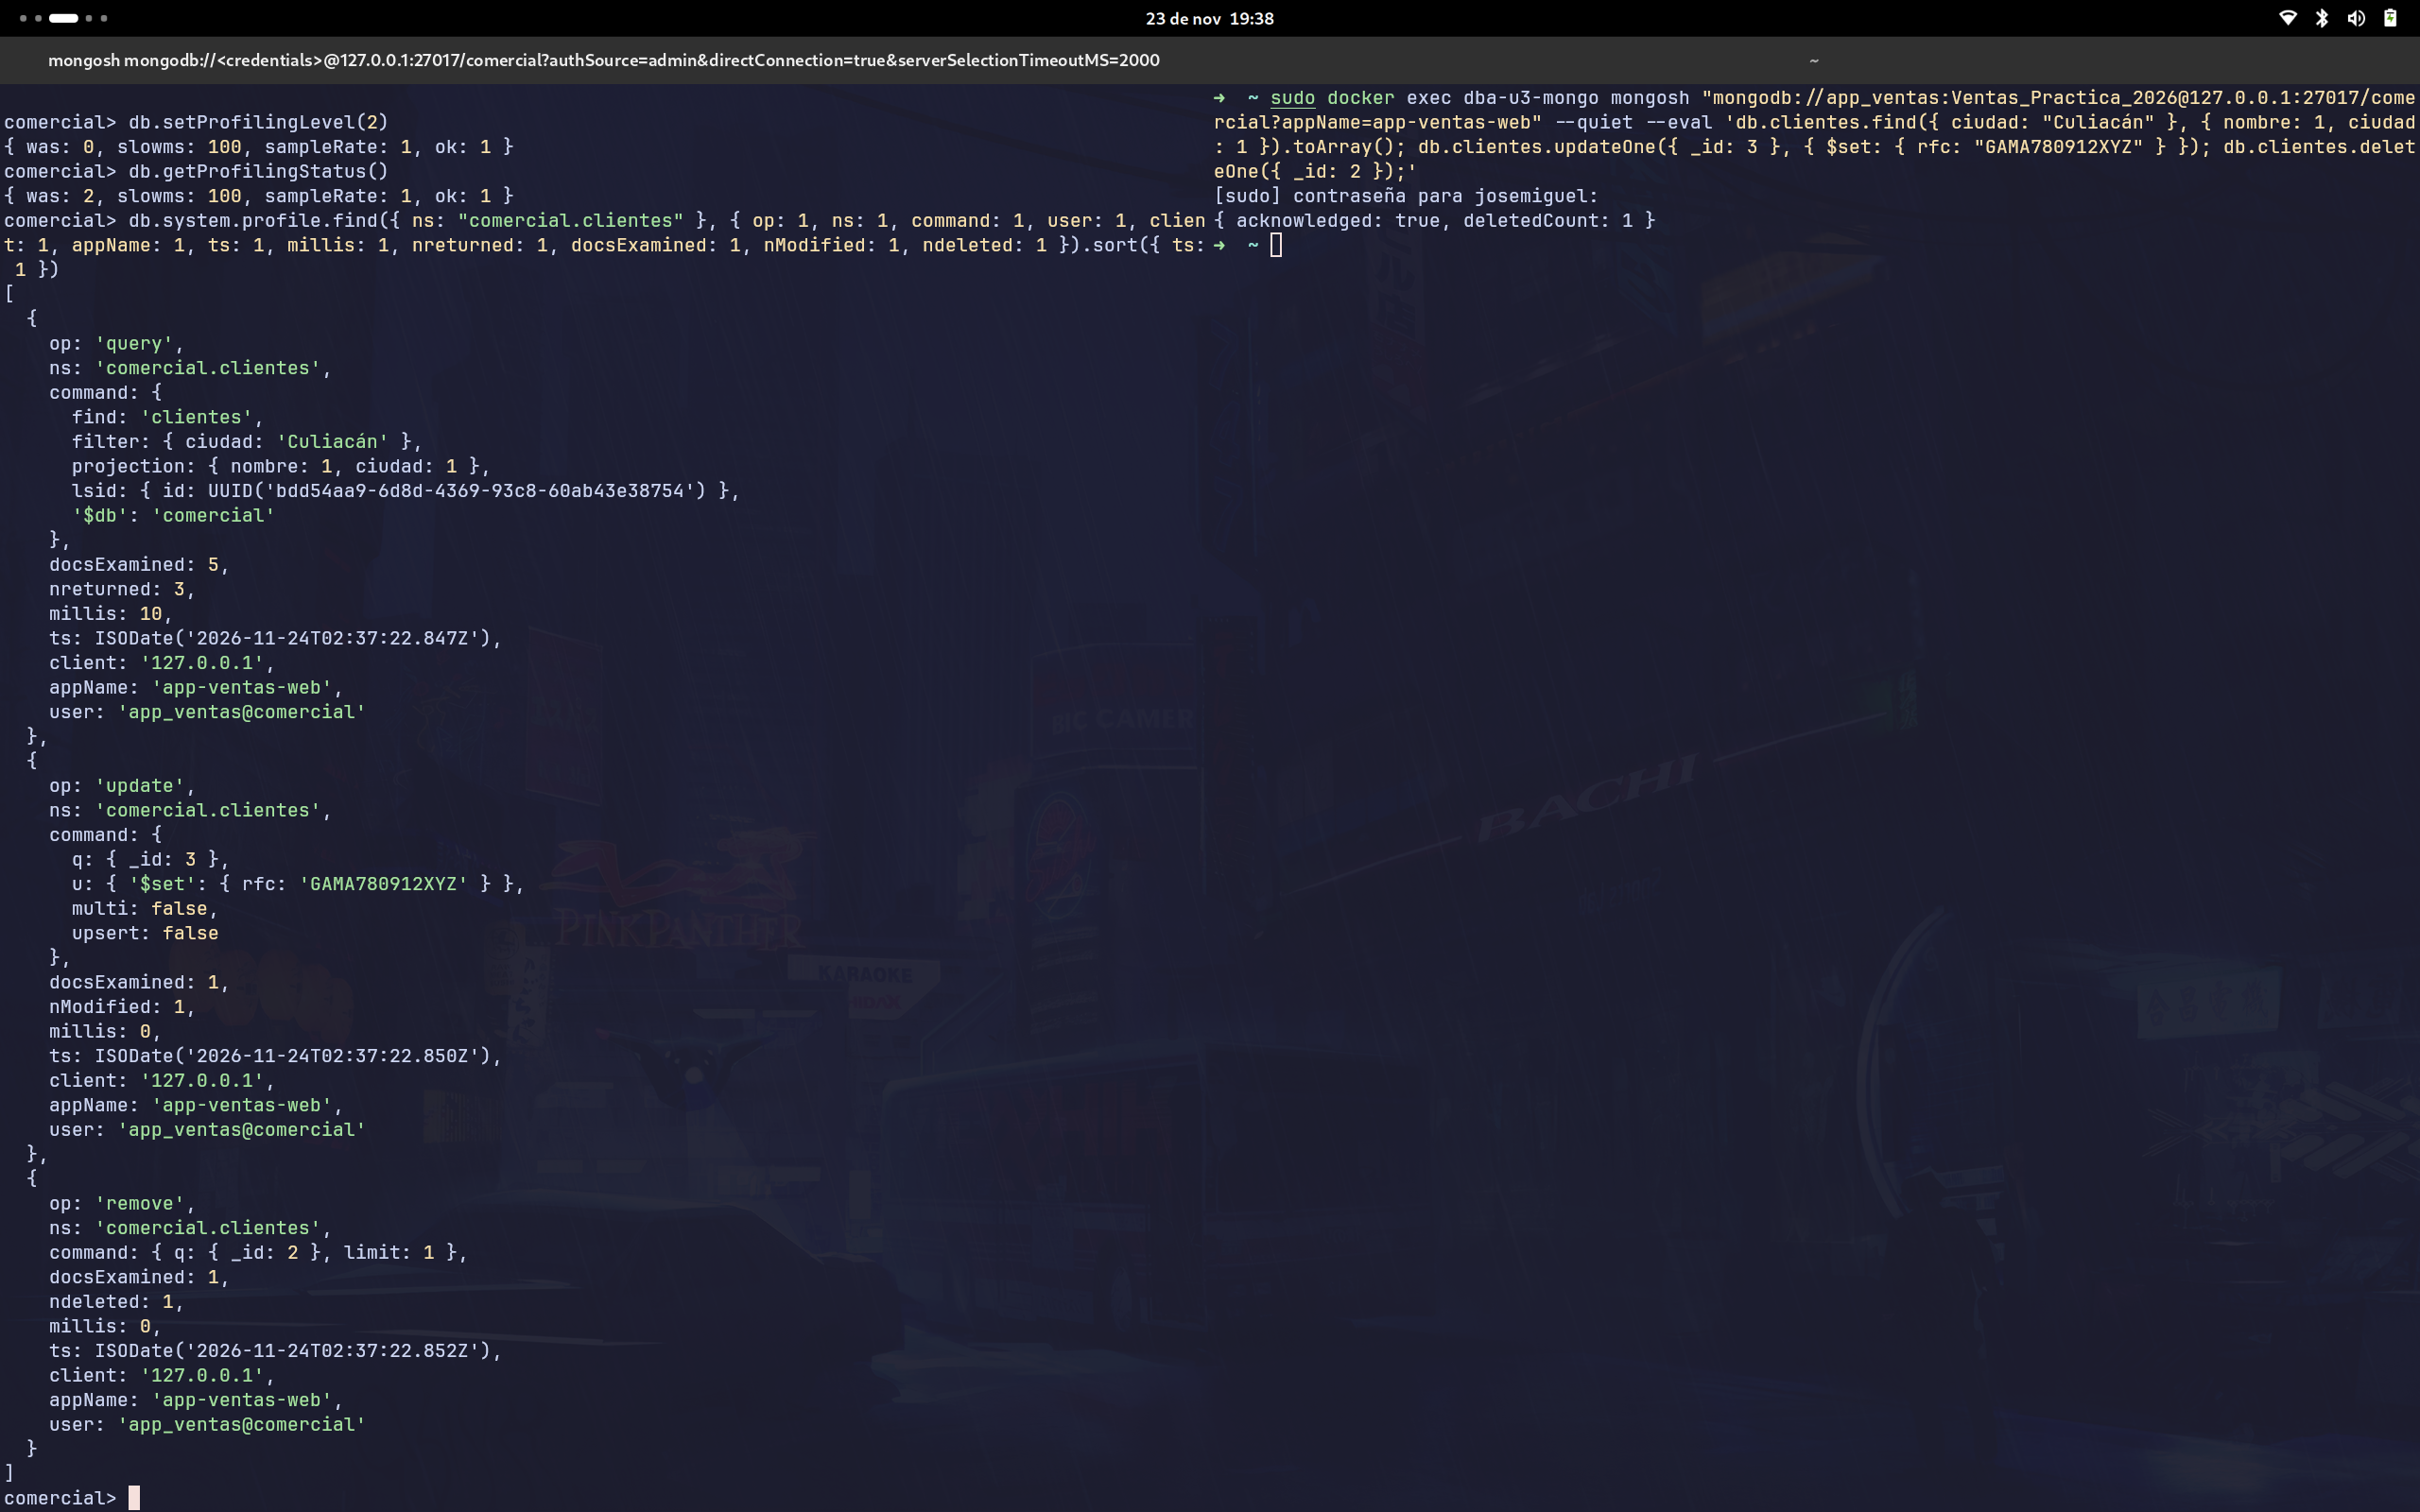 23 de nov 19:38
mongosh mongodb://<credentials>@127.0.0.1:27017/comercial?authSource=admin&directConnection=true&serverSelectionTimeoutMS=2000
~
comercial> db.setProfilingLevel(2)
{ was: 0, slowms: 100, sampleRate: 1, ok: 1 }
comercial> db.getProfilingStatus()
{ was: 2, slowms: 100, sampleRate: 1, ok: 1 }
comercial> db.system.profile.find({ ns: "comercial.clientes" }, { op: 1, ns: 1, command: 1, user: 1, clien
t: 1, appName: 1, ts: 1, millis: 1, nreturned: 1, docsExamined: 1, nModified: 1, ndeleted: 1 }).sort({ ts:
 1 })
[
  {
    op: 'query',
    ns: 'comercial.clientes',
    command: {
      find: 'clientes',
      filter: { ciudad: 'Culiacán' },
      projection: { nombre: 1, ciudad: 1 },
      lsid: { id: UUID('bdd54aa9-6d8d-4369-93c8-60ab43e38754') },
      '$db': 'comercial'
    },
    docsExamined: 5,
    nreturned: 3,
    millis: 10,
    ts: ISODate('2026-11-24T02:37:22.847Z'),
    client: '127.0.0.1',
    appName: 'app-ventas-web',
    user: 'app_ventas@comercial'
  },
  {
    op: 'update',
    ns: 'comercial.clientes',
    command: {
      q: { _id: 3 },
      u: { '$set': { rfc: 'GAMA780912XYZ' } },
      multi: false,
      upsert: false
    },
    docsExamined: 1,
    nModified: 1,
    millis: 0,
    ts: ISODate('2026-11-24T02:37:22.850Z'),
    client: '127.0.0.1',
    appName: 'app-ventas-web',
    user: 'app_ventas@comercial'
  },
  {
    op: 'remove',
    ns: 'comercial.clientes',
    command: { q: { _id: 2 }, limit: 1 },
    docsExamined: 1,
    ndeleted: 1,
    millis: 0,
    ts: ISODate('2026-11-24T02:37:22.852Z'),
    client: '127.0.0.1',
    appName: 'app-ventas-web',
    user: 'app_ventas@comercial'
  }
]
comercial>
➜  ~ sudo docker exec dba-u3-mongo mongosh "mongodb://app_ventas:Ventas_Practica_2026@127.0.0.1:27017/come
rcial?appName=app-ventas-web" --quiet --eval 'db.clientes.find({ ciudad: "Culiacán" }, { nombre: 1, ciudad
: 1 }).toArray(); db.clientes.updateOne({ _id: 3 }, { $set: { rfc: "GAMA780912XYZ" } }); db.clientes.delet
eOne({ _id: 2 });'
[sudo] contraseña para josemiguel:
{ acknowledged: true, deletedCount: 1 }
➜  ~
BIC CAMER
BACHI
PINK PANTHER
KARAOKE